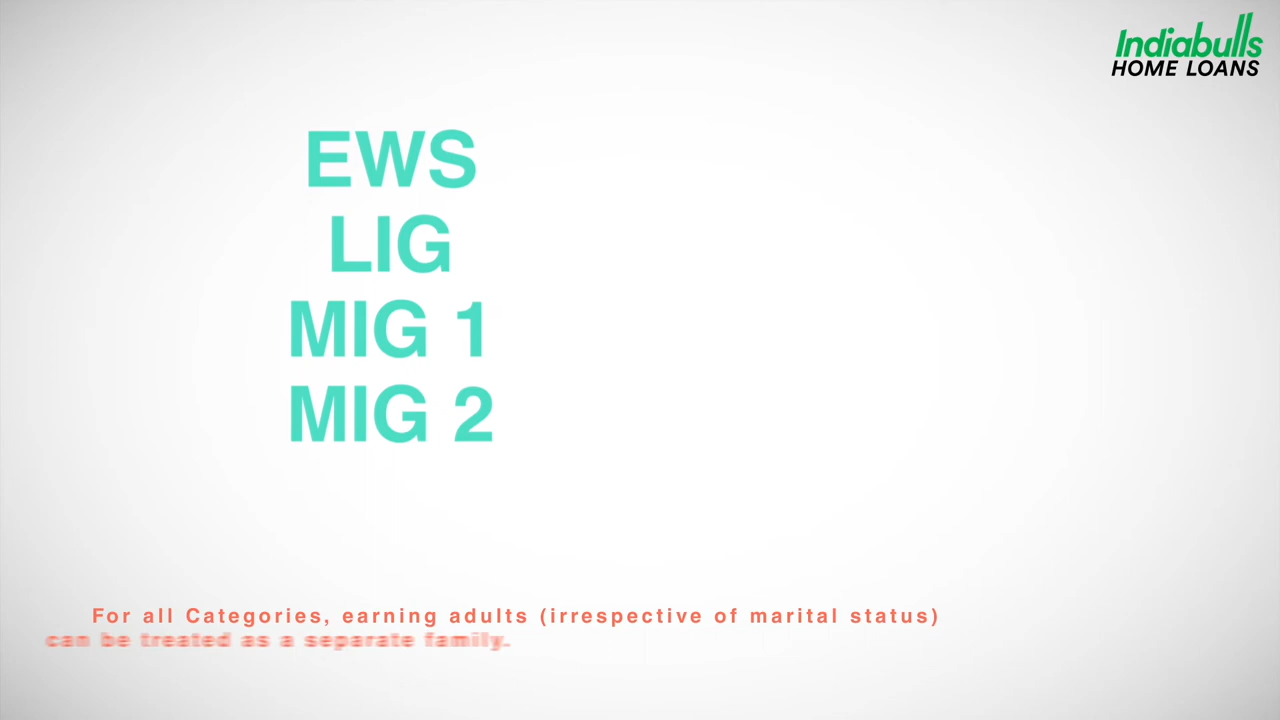 Indiabulls
HOME LOANS
EWS
LIG
MIG 1
MIG 2
For all Categories, earning adults (irrespective of marital status)
can be treated as a separate family.